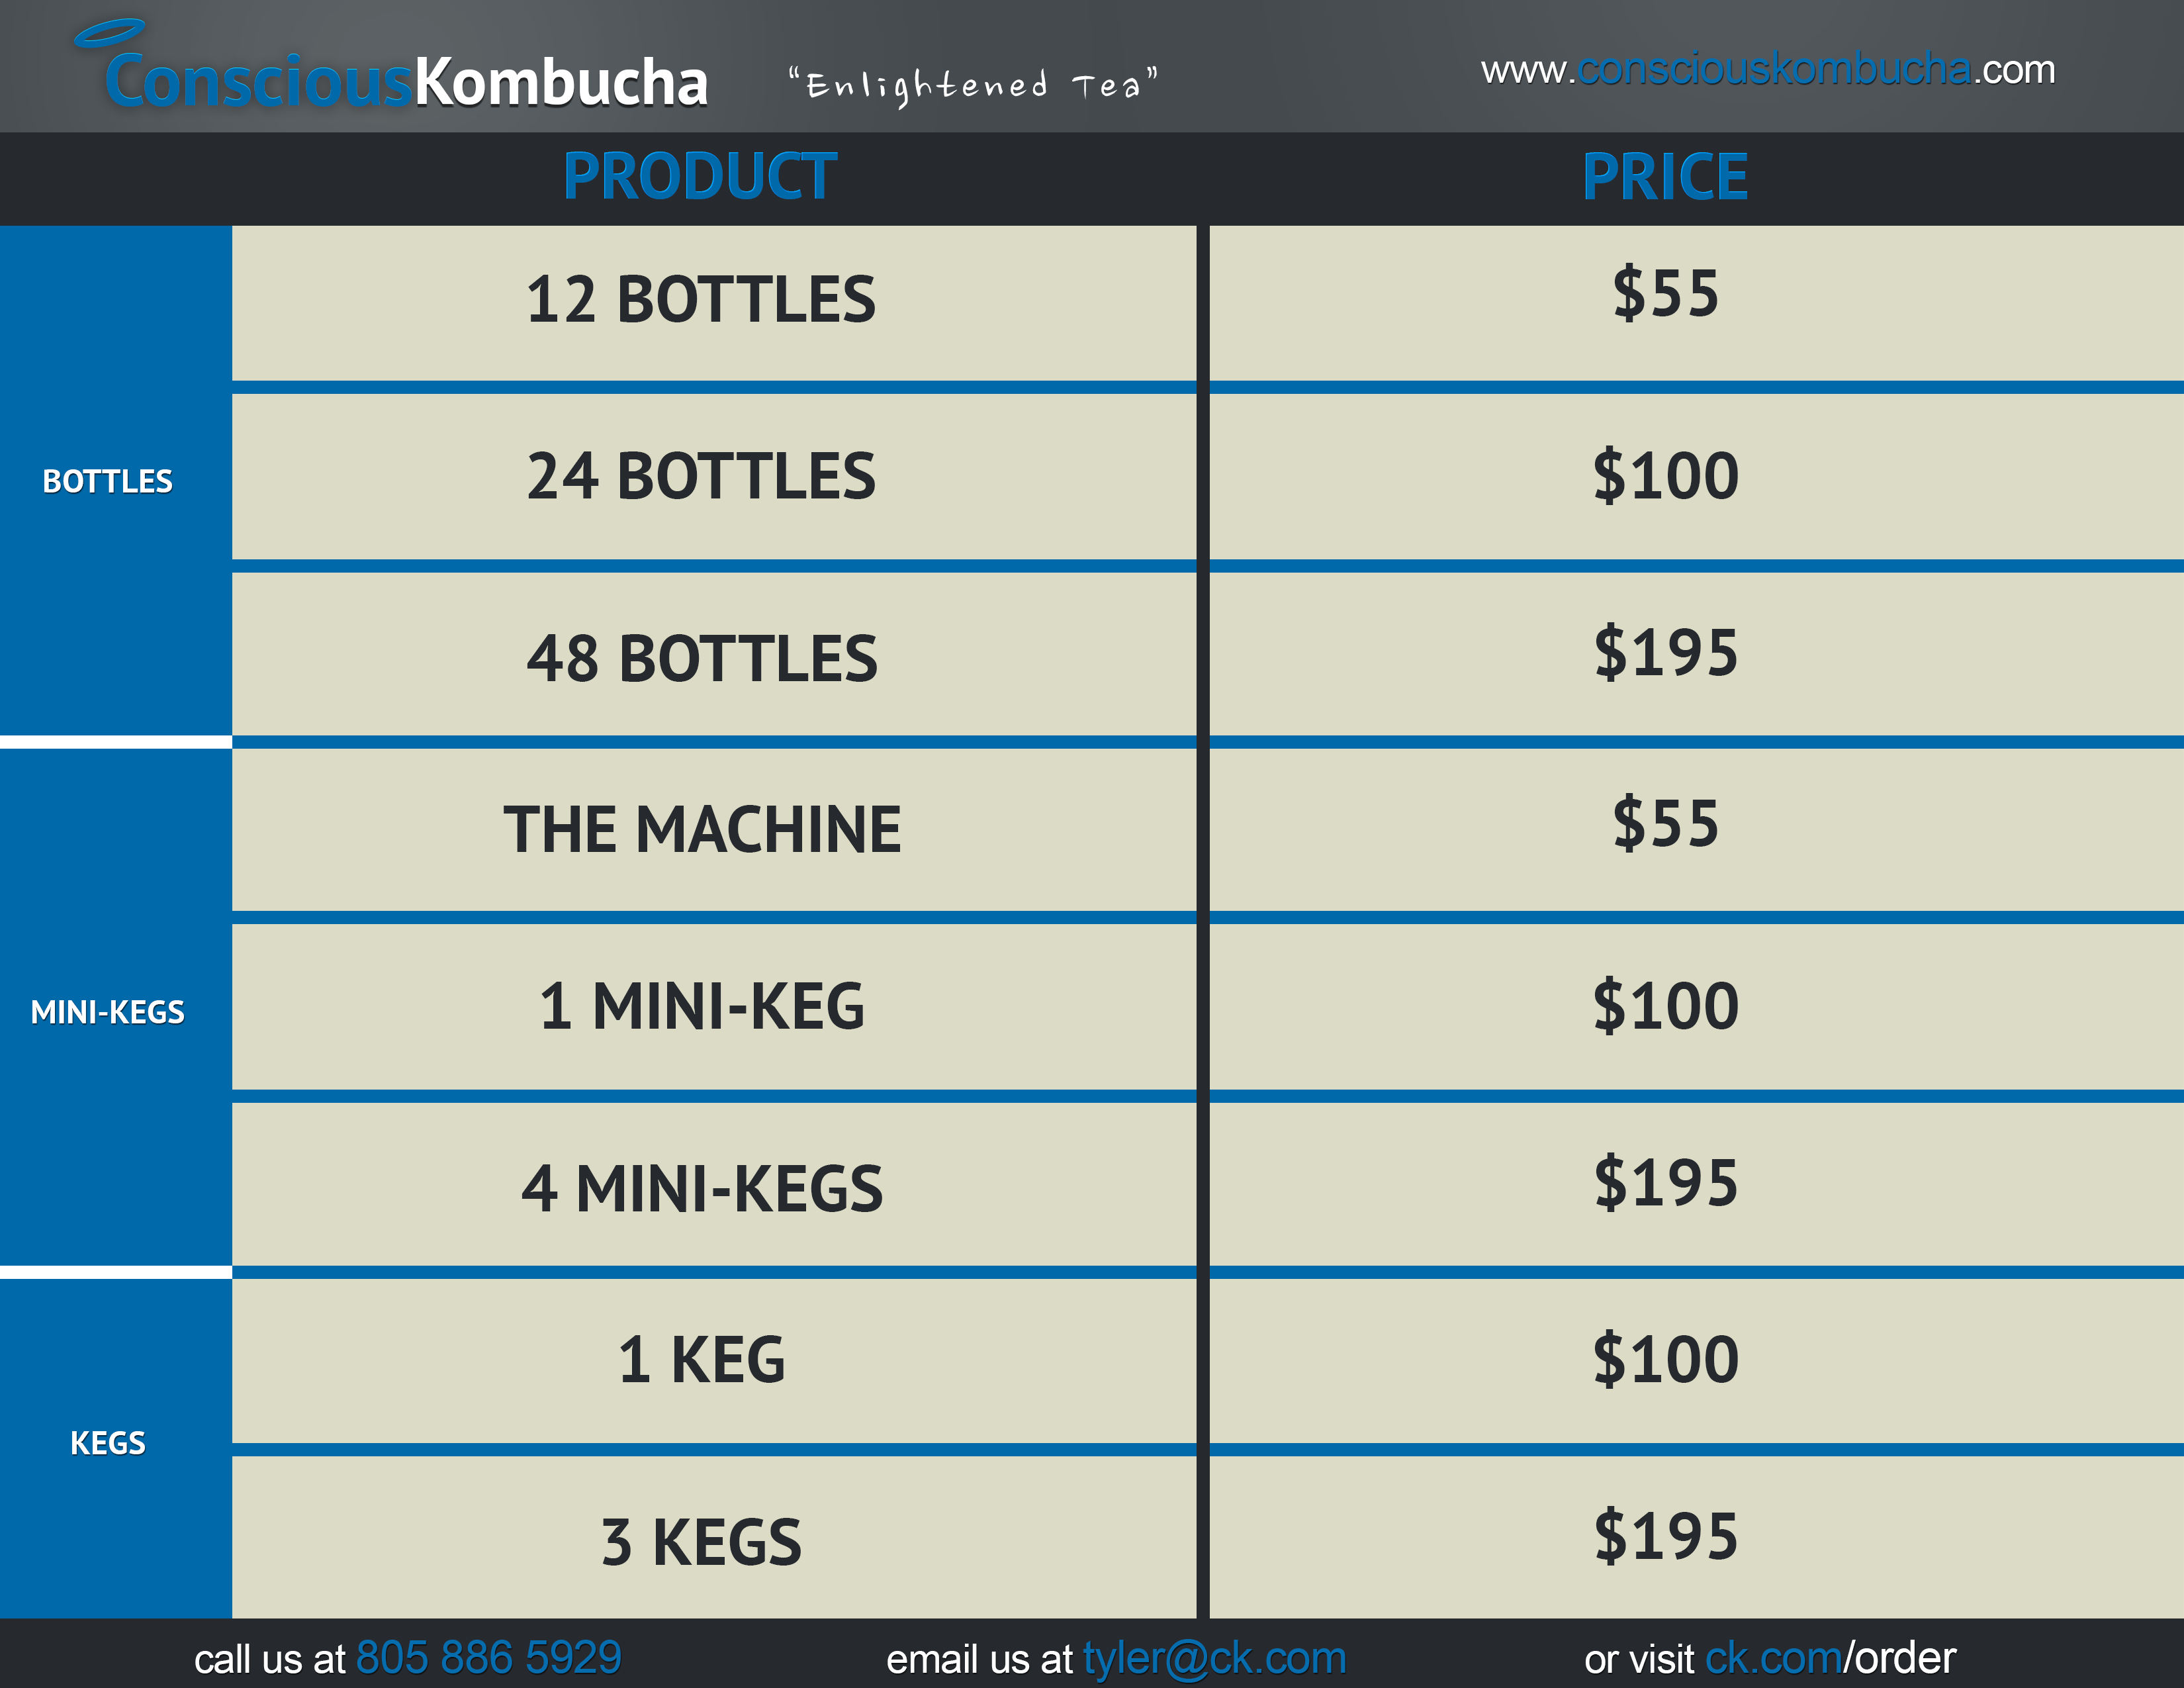 ConsciousKombucha "Enlightened Tea" www.consciouskombucha.com
PRODUCT PRICE
BOTTLES
12 BOTTLES $55
24 BOTTLES $100
48 BOTTLES $195
MINI-KEGS
THE MACHINE $55
1 MINI-KEG $100
4 MINI-KEGS $195
KEGS
1 KEG $100
3 KEGS $195
call us at 805 886 5929 email us at tyler@ck.com or visit ck.com/order